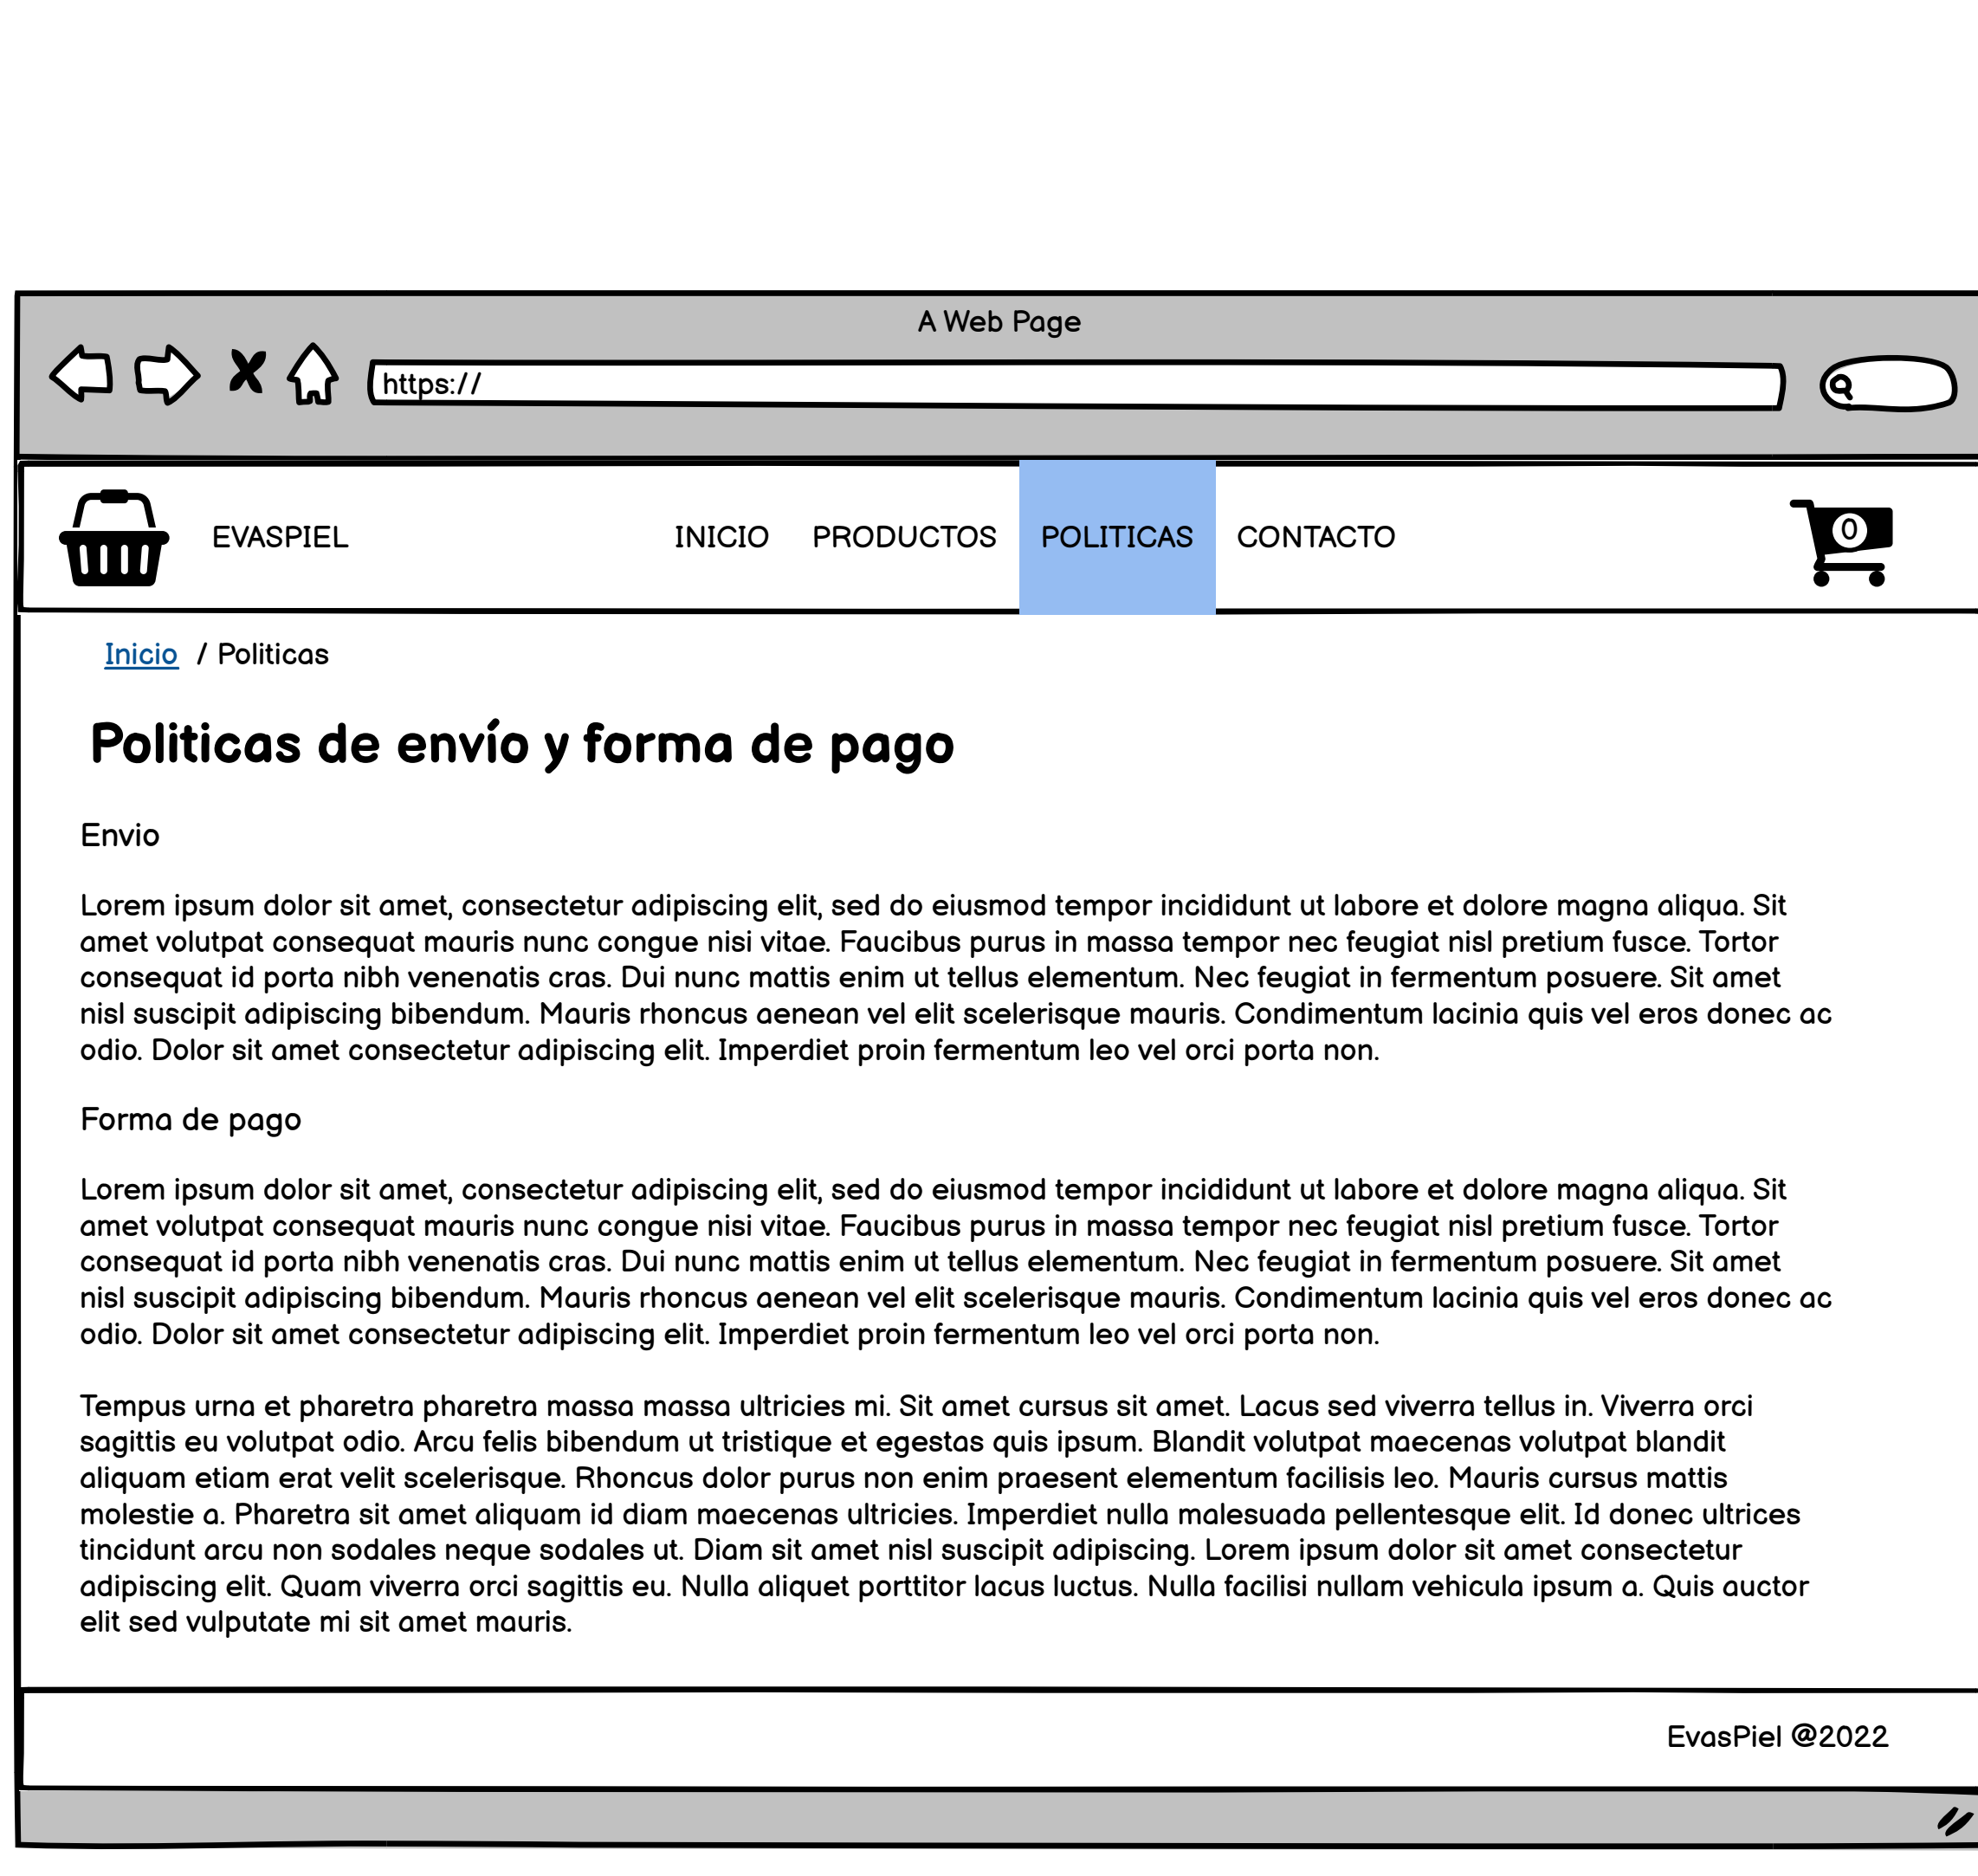 A Web Page
https://
EVASPIEL INICIO PRODUCTOS POLITICAS CONTACTO 0
Inicio / Politicas
Politicas de envío y forma de pago
Envio
Lorem ipsum dolor sit amet, consectetur adipiscing elit, sed do eiusmod tempor incididunt ut labore et dolore magna aliqua. Sit
amet volutpat consequat mauris nunc congue nisi vitae. Faucibus purus in massa tempor nec feugiat nisl pretium fusce. Tortor
consequat id porta nibh venenatis cras. Dui nunc mattis enim ut tellus elementum. Nec feugiat in fermentum posuere. Sit amet
nisl suscipit adipiscing bibendum. Mauris rhoncus aenean vel elit scelerisque mauris. Condimentum lacinia quis vel eros donec ac
odio. Dolor sit amet consectetur adipiscing elit. Imperdiet proin fermentum leo vel orci porta non.
Forma de pago
Lorem ipsum dolor sit amet, consectetur adipiscing elit, sed do eiusmod tempor incididunt ut labore et dolore magna aliqua. Sit
amet volutpat consequat mauris nunc congue nisi vitae. Faucibus purus in massa tempor nec feugiat nisl pretium fusce. Tortor
consequat id porta nibh venenatis cras. Dui nunc mattis enim ut tellus elementum. Nec feugiat in fermentum posuere. Sit amet
nisl suscipit adipiscing bibendum. Mauris rhoncus aenean vel elit scelerisque mauris. Condimentum lacinia quis vel eros donec ac
odio. Dolor sit amet consectetur adipiscing elit. Imperdiet proin fermentum leo vel orci porta non.
Tempus urna et pharetra pharetra massa massa ultricies mi. Sit amet cursus sit amet. Lacus sed viverra tellus in. Viverra orci
sagittis eu volutpat odio. Arcu felis bibendum ut tristique et egestas quis ipsum. Blandit volutpat maecenas volutpat blandit
aliquam etiam erat velit scelerisque. Rhoncus dolor purus non enim praesent elementum facilisis leo. Mauris cursus mattis
molestie a. Pharetra sit amet aliquam id diam maecenas ultricies. Imperdiet nulla malesuada pellentesque elit. Id donec ultrices
tincidunt arcu non sodales neque sodales ut. Diam sit amet nisl suscipit adipiscing. Lorem ipsum dolor sit amet consectetur
adipiscing elit. Quam viverra orci sagittis eu. Nulla aliquet porttitor lacus luctus. Nulla facilisi nullam vehicula ipsum a. Quis auctor
elit sed vulputate mi sit amet mauris.
EvasPiel @2022